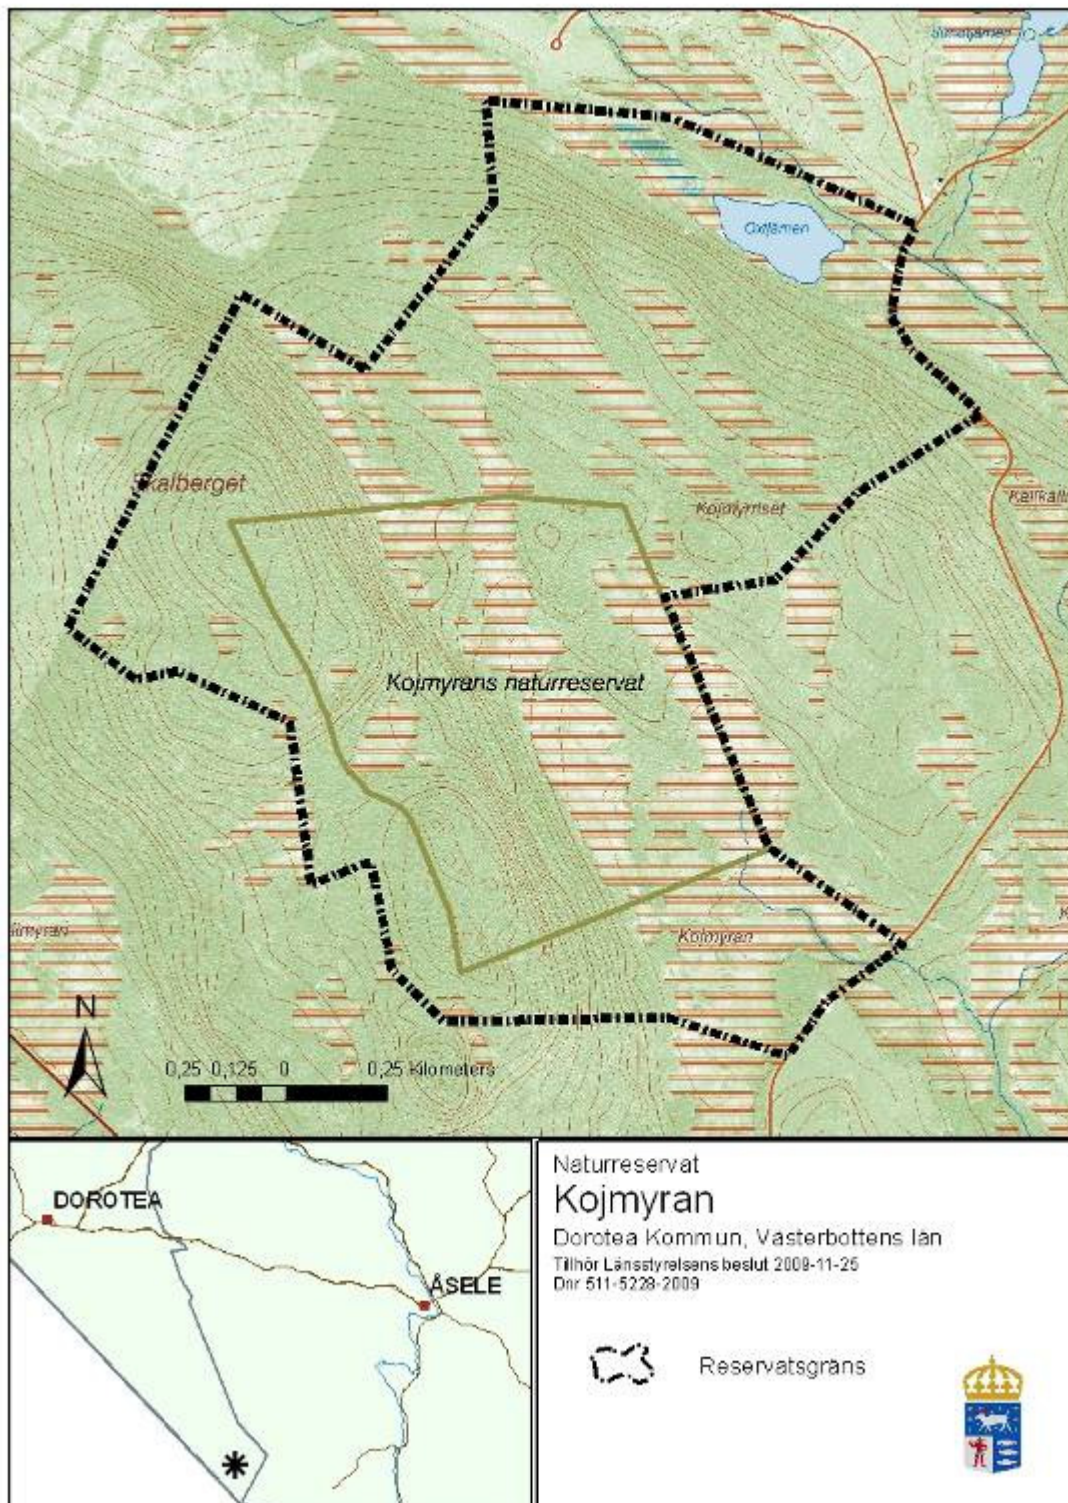 Oxtjärnen
Skalberget
Kojmyrriset
Kojmyrans naturreservat
Kojmyran
N
0,25 0,125 0 0,25 Kilometers
DOROTEA
ÅSELE
Naturreservat
Kojmyran
Dorotea Kommun, Västerbottens län
Tillhör Länsstyrelsens beslut 2009-11-25
Dnr 511-5228-2009
Reservatsgräns